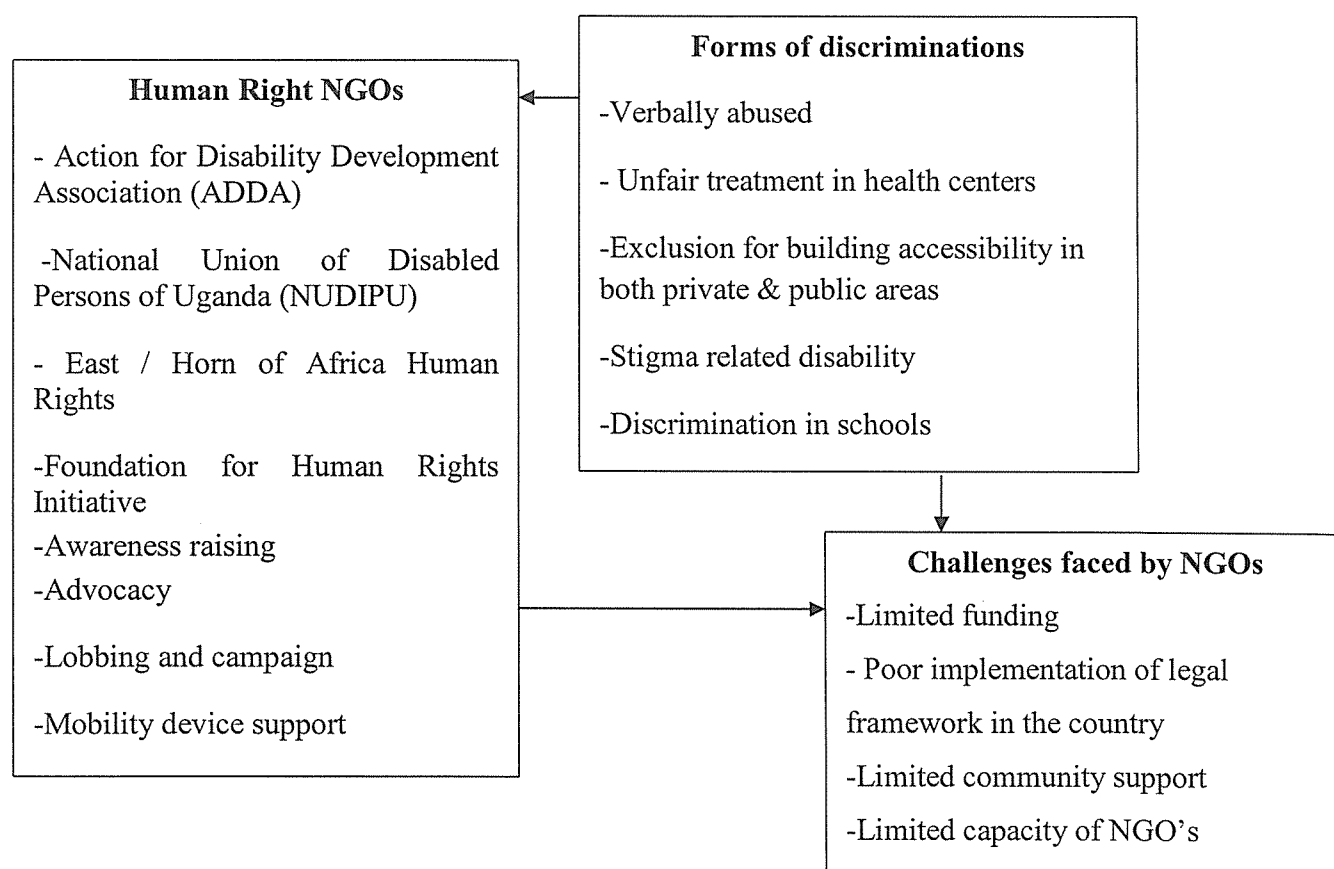 Human Right NGOs
- Action for Disability Development
Association (ADDA)
-National Union of Disabled
Persons of Uganda (NUDIPU)
- East / Horn of Africa Human
Rights
-Foundation for Human Rights
Initiative
-Awareness raising
-Advocacy
-Lobbing and campaign
-Mobility device support
Forms of discriminations
-Verbally abused
- Unfair treatment in health centers
-Exclusion for building accessibility in
both private & public areas
-Stigma related disability
-Discrimination in schools
Challenges faced by NGOs
-Limited funding
- Poor implementation of legal
framework in the country
-Limited community support
-Limited capacity of NGO’s